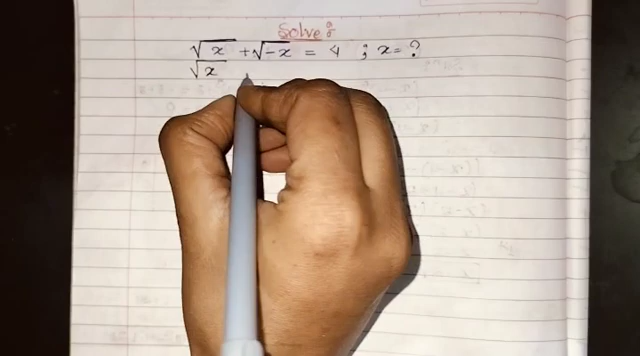 Solve :
√x + √-x = 4 ; x = ?
√x